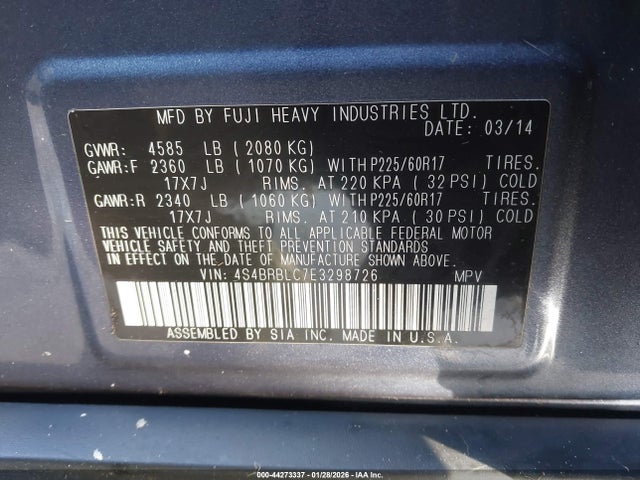 MFD BY FUJI HEAVY INDUSTRIES LTD.
DATE: 03/14
GVWR: 4585 LB (2080 KG)
GAWR:F 2360 LB (1070 KG) WITH P225/60R17 TIRES.
17X7J RIMS. AT 220 KPA (32 PSI) COLD
GAWR:R 2340 LB (1060 KG) WITH P225/60R17 TIRES.
17X7J RIMS. AT 210 KPA (30 PSI) COLD
THIS VEHICLE CONFORMS TO ALL APPLICABLE FEDERAL MOTOR
VEHICLE SAFETY AND THEFT PREVENTION STANDARDS
IN EFFECT ON THE DATE OF MANUFACTURE SHOWN ABOVE.
VIN: 4S4BRBLC7E3298726 MPV
ASSEMBLED BY SIA INC. MADE IN U.S.A.
000-44273337 - 01/28/2026 - IAA Inc.